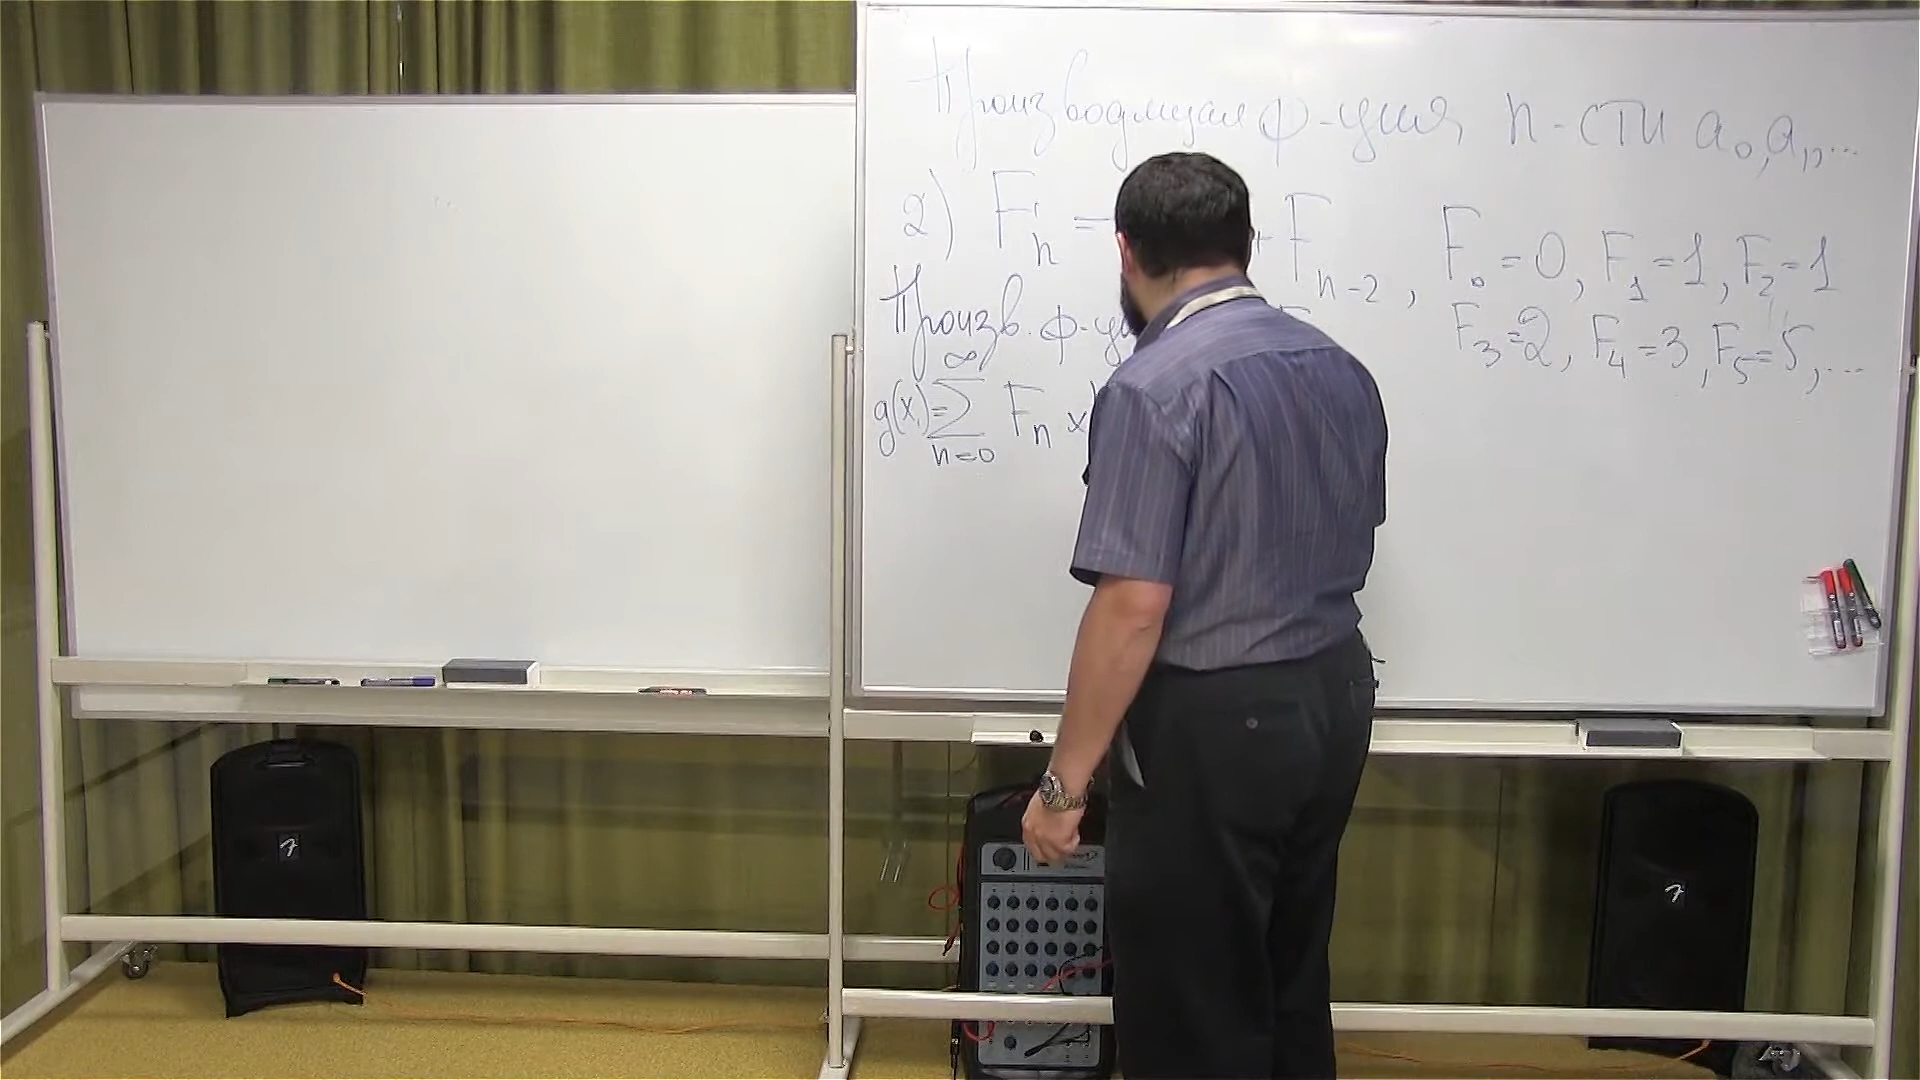 Производящая ф-ция п-сти a₀, a₁, ...
2) Fₙ = + Fₙ₋₂, F₀ = 0, F₁ = 1, F₂ = 1
F₃ = 2, F₄ = 3, F₅ = 5, ...
Произв. ф-ци
g(x) = ∑ₙ₌₀^∞ Fₙ x